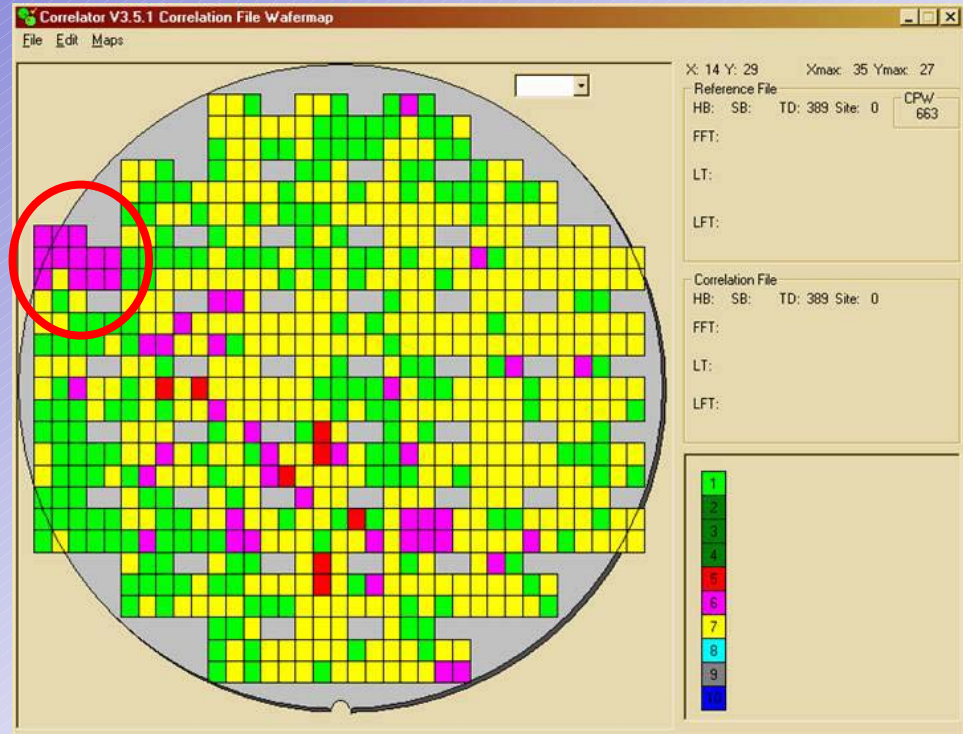 Correlator V3.5.1 Correlation File Wafermap
File Edit Maps
X: 14 Y: 29 Xmax: 35 Ymax: 27
Reference File
HB: SB: TD: 389 Site: 0
CPW
663
FFT:
LT:
LFT:
Correlation File
HB: SB: TD: 389 Site: 0
FFT:
LT:
LFT:
1
2
3
4
5
6
7
8
9
10